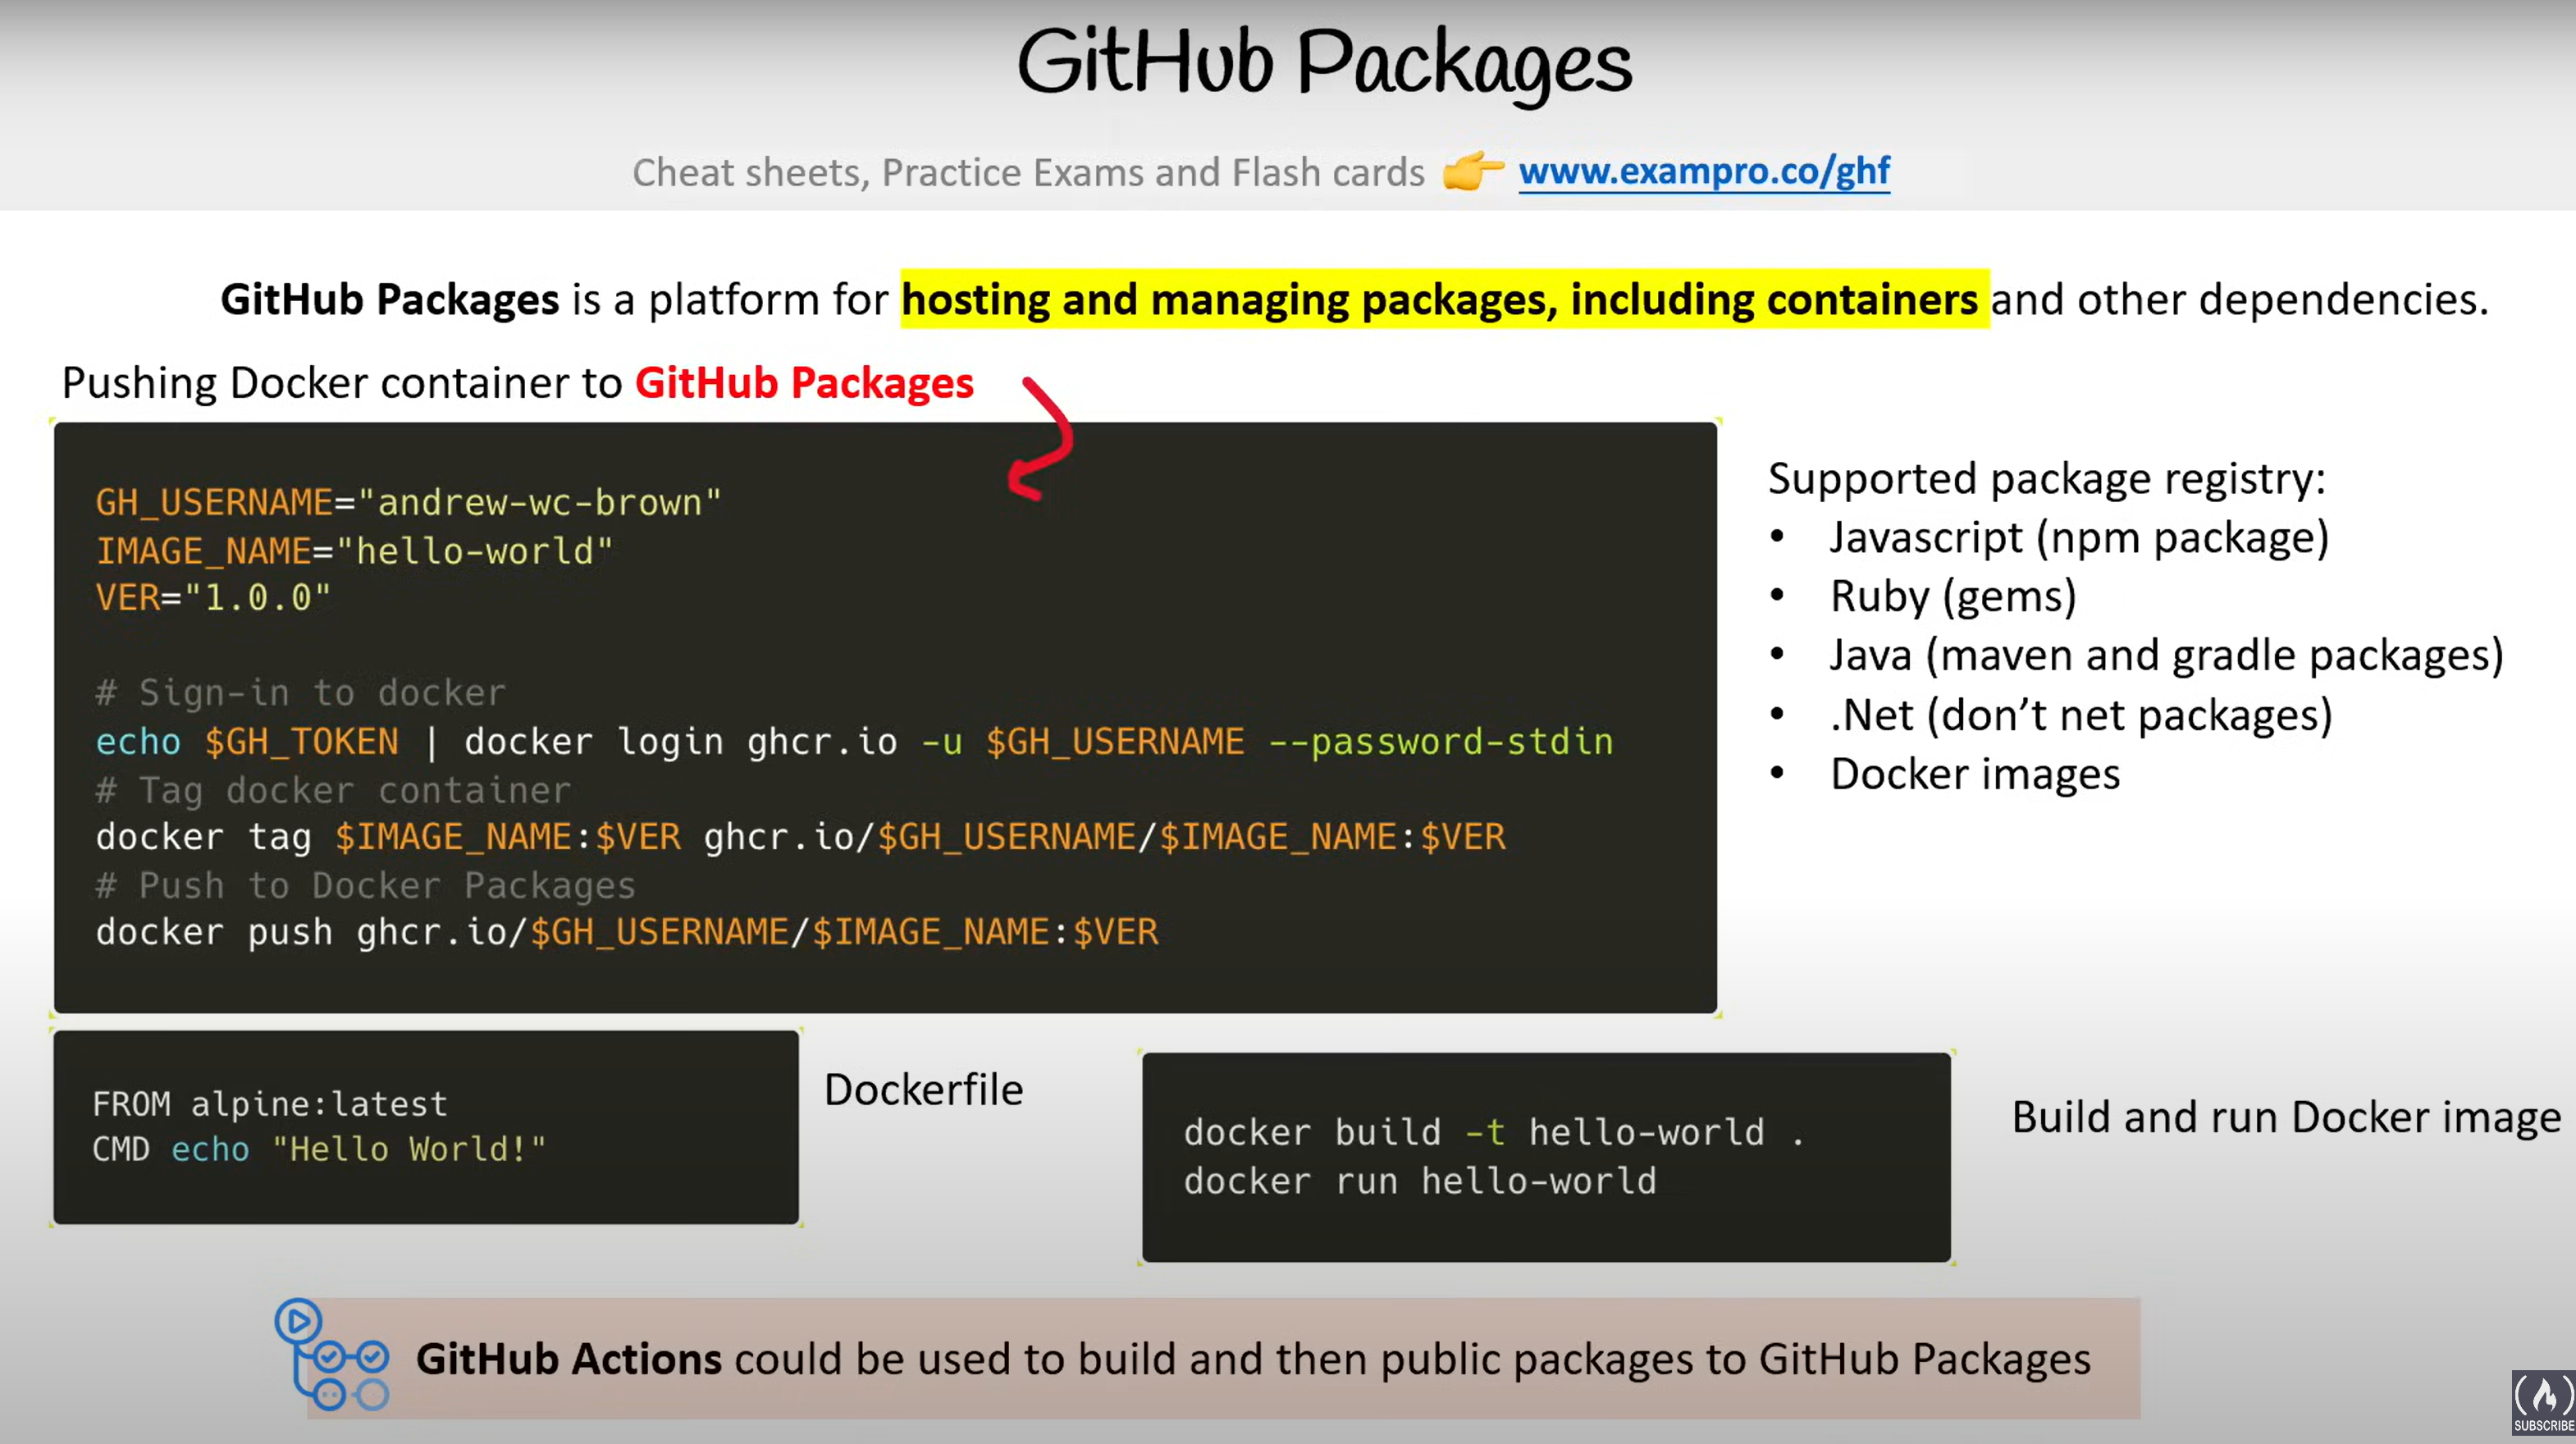 GitHub Packages
Cheat sheets, Practice Exams and Flash cards 👉 www.exampro.co/ghf
GitHub Packages is a platform for hosting and managing packages, including containers and other dependencies.
Pushing Docker container to GitHub Packages
GH_USERNAME="andrew-wc-brown"
IMAGE_NAME="hello-world"
VER="1.0.0"
# Sign-in to docker
echo $GH_TOKEN | docker login ghcr.io -u $GH_USERNAME --password-stdin
# Tag docker container
docker tag $IMAGE_NAME:$VER ghcr.io/$GH_USERNAME/$IMAGE_NAME:$VER
# Push to Docker Packages
docker push ghcr.io/$GH_USERNAME/$IMAGE_NAME:$VER
Supported package registry:
• Javascript (npm package)
• Ruby (gems)
• Java (maven and gradle packages)
• .Net (don’t net packages)
• Docker images
FROM alpine:latest
CMD echo "Hello World!"
Dockerfile
docker build -t hello-world .
docker run hello-world
Build and run Docker image
GitHub Actions could be used to build and then public packages to GitHub Packages
SUBSCRIBE